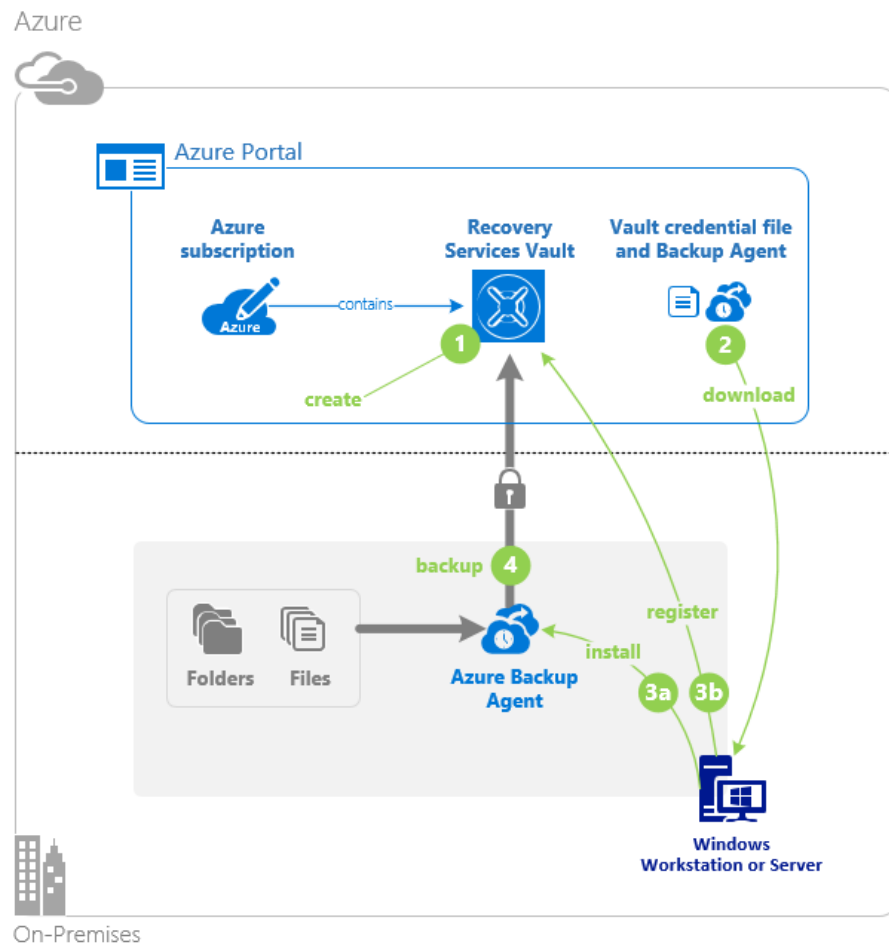 Azure
Azure Portal
Azure
subscription
Recovery
Services Vault
Vault credential file
and Backup Agent
contains
Azure
1
2
create
download
backup
4
register
install
Folders
Files
Azure Backup
Agent
3a
3b
Windows
Workstation or Server
On-Premises